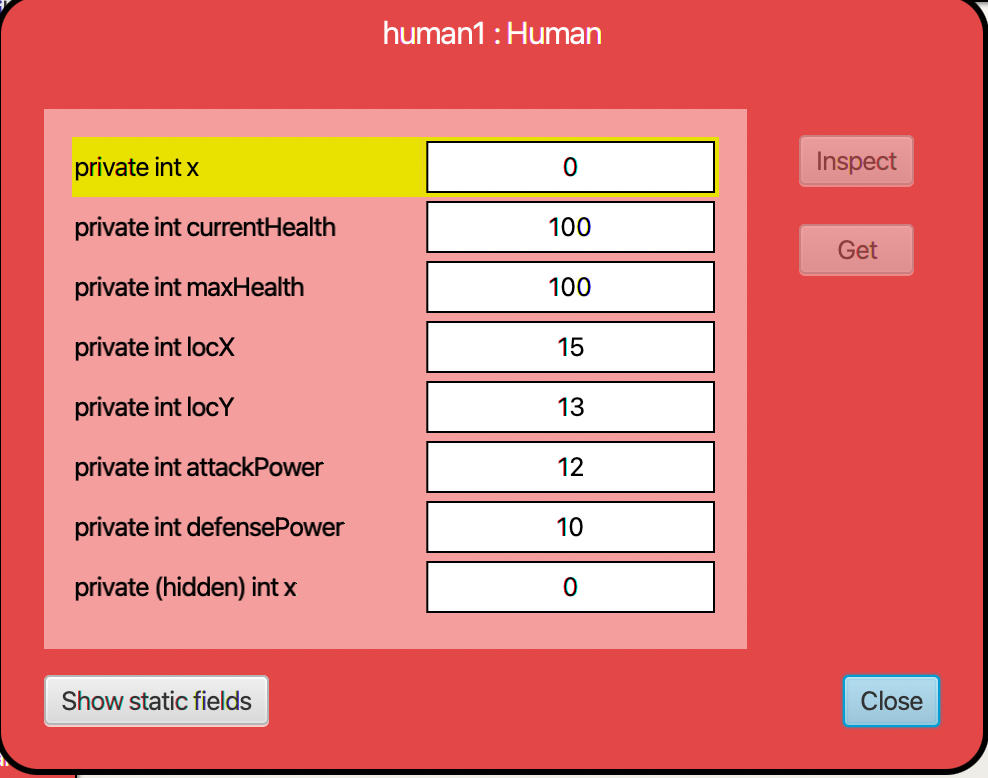 human1 : Human
private int x 0
Inspect
private int currentHealth 100
Get
private int maxHealth 100
private int locX 15
private int locY 13
private int attackPower 12
private int defensePower 10
private (hidden) int x 0
Show static fields
Close